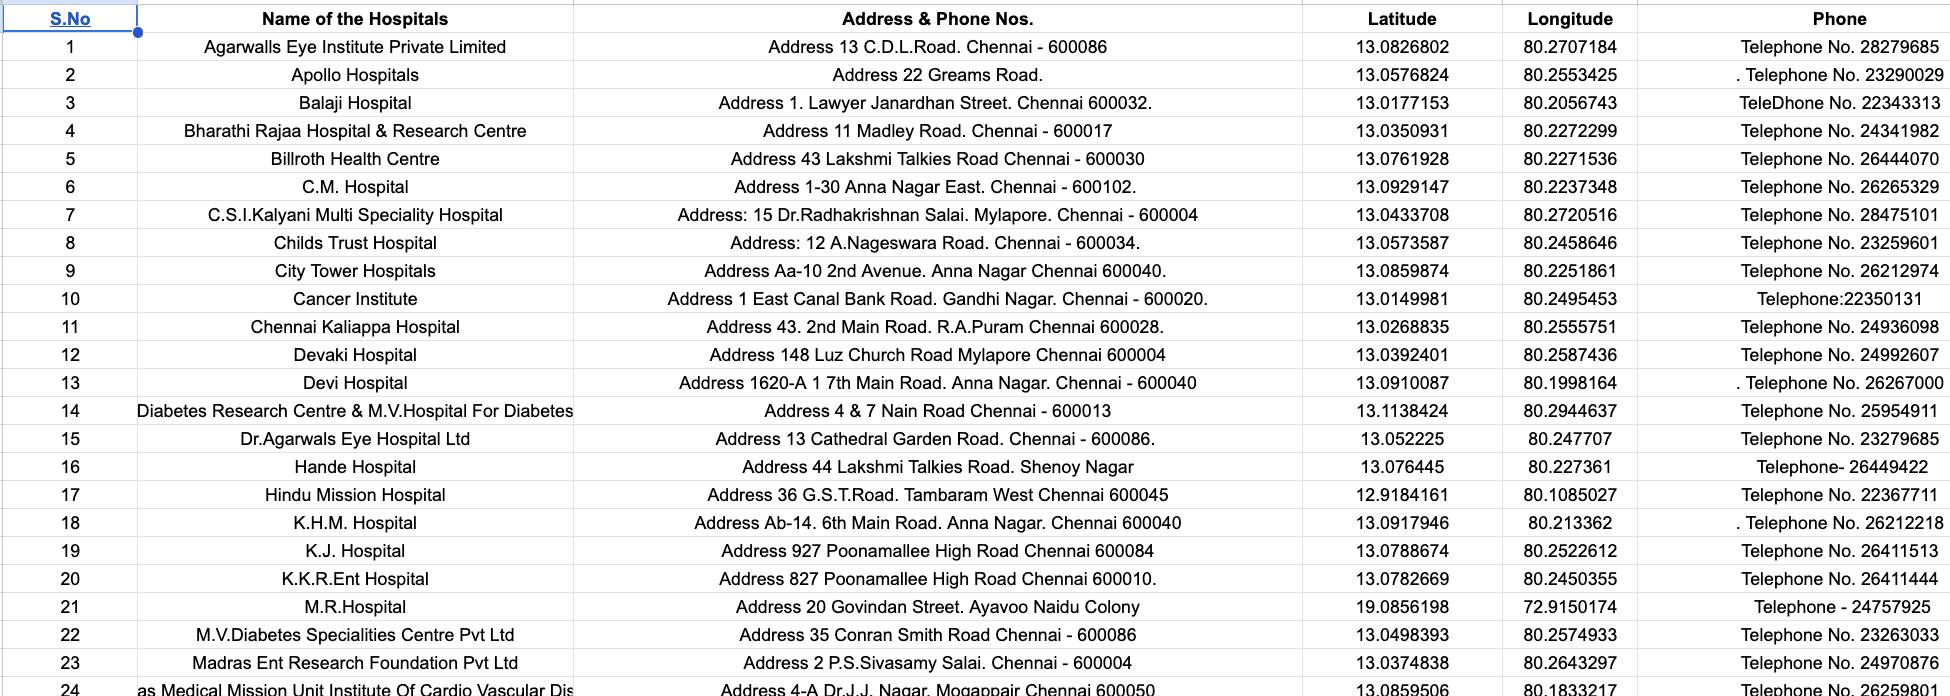 S.No Name of the Hospitals Address & Phone Nos. Latitude Longitude Phone
1 Agarwalls Eye Institute Private Limited Address 13 C.D.L.Road. Chennai - 600086 13.0826802 80.2707184 Telephone No. 28279685
2 Apollo Hospitals Address 22 Greams Road. 13.0576824 80.2553425 . Telephone No. 23290029
3 Balaji Hospital Address 1. Lawyer Janardhan Street. Chennai 600032. 13.0177153 80.2056743 TeleDhone No. 22343313
4 Bharathi Rajaa Hospital & Research Centre Address 11 Madley Road. Chennai - 600017 13.0350931 80.2272299 Telephone No. 24341982
5 Billroth Health Centre Address 43 Lakshmi Talkies Road Chennai - 600030 13.0761928 80.2271536 Telephone No. 26444070
6 C.M. Hospital Address 1-30 Anna Nagar East. Chennai - 600102. 13.0929147 80.2237348 Telephone No. 26265329
7 C.S.I.Kalyani Multi Speciality Hospital Address: 15 Dr.Radhakrishnan Salai. Mylapore. Chennai - 600004 13.0433708 80.2720516 Telephone No. 28475101
8 Childs Trust Hospital Address: 12 A.Nageswara Road. Chennai - 600034. 13.0573587 80.2458646 Telephone No. 23259601
9 City Tower Hospitals Address Aa-10 2nd Avenue. Anna Nagar Chennai 600040. 13.0859874 80.2251861 Telephone No. 26212974
10 Cancer Institute Address 1 East Canal Bank Road. Gandhi Nagar. Chennai - 600020. 13.0149981 80.2495453 Telephone:22350131
11 Chennai Kaliappa Hospital Address 43. 2nd Main Road. R.A.Puram Chennai 600028. 13.0268835 80.2555751 Telephone No. 24936098
12 Devaki Hospital Address 148 Luz Church Road Mylapore Chennai 600004 13.0392401 80.2587436 Telephone No. 24992607
13 Devi Hospital Address 1620-A 1 7th Main Road. Anna Nagar. Chennai - 600040 13.0910087 80.1998164 . Telephone No. 26267000
14 Diabetes Research Centre & M.V.Hospital For Diabetes Address 4 & 7 Nain Road Chennai - 600013 13.1138424 80.2944637 Telephone No. 25954911
15 Dr.Agarwals Eye Hospital Ltd Address 13 Cathedral Garden Road. Chennai - 600086. 13.052225 80.247707 Telephone No. 23279685
16 Hande Hospital Address 44 Lakshmi Talkies Road. Shenoy Nagar 13.076445 80.227361 Telephone- 26449422
17 Hindu Mission Hospital Address 36 G.S.T.Road. Tambaram West Chennai 600045 12.9184161 80.1085027 Telephone No. 22367711
18 K.H.M. Hospital Address Ab-14. 6th Main Road. Anna Nagar. Chennai 600040 13.0917946 80.213362 . Telephone No. 26212218
19 K.J. Hospital Address 927 Poonamallee High Road Chennai 600084 13.0788674 80.2522612 Telephone No. 26411513
20 K.K.R.Ent Hospital Address 827 Poonamallee High Road Chennai 600010. 13.0782669 80.2450355 Telephone No. 26411444
21 M.R.Hospital Address 20 Govindan Street. Ayavoo Naidu Colony 19.0856198 72.9150174 Telephone - 24757925
22 M.V.Diabetes Specialities Centre Pvt Ltd Address 35 Conran Smith Road Chennai - 600086 13.0498393 80.2574933 Telephone No. 23263033
23 Madras Ent Research Foundation Pvt Ltd Address 2 P.S.Sivasamy Salai. Chennai - 600004 13.0374838 80.2643297 Telephone No. 24970876
24 as Medical Mission Unit Institute Of Cardio Vascular Dis Address 4-A Dr.J.J. Nagar. Mogappair Chennai 600050 13.0859506 80.1833217 Telephone No. 26259801